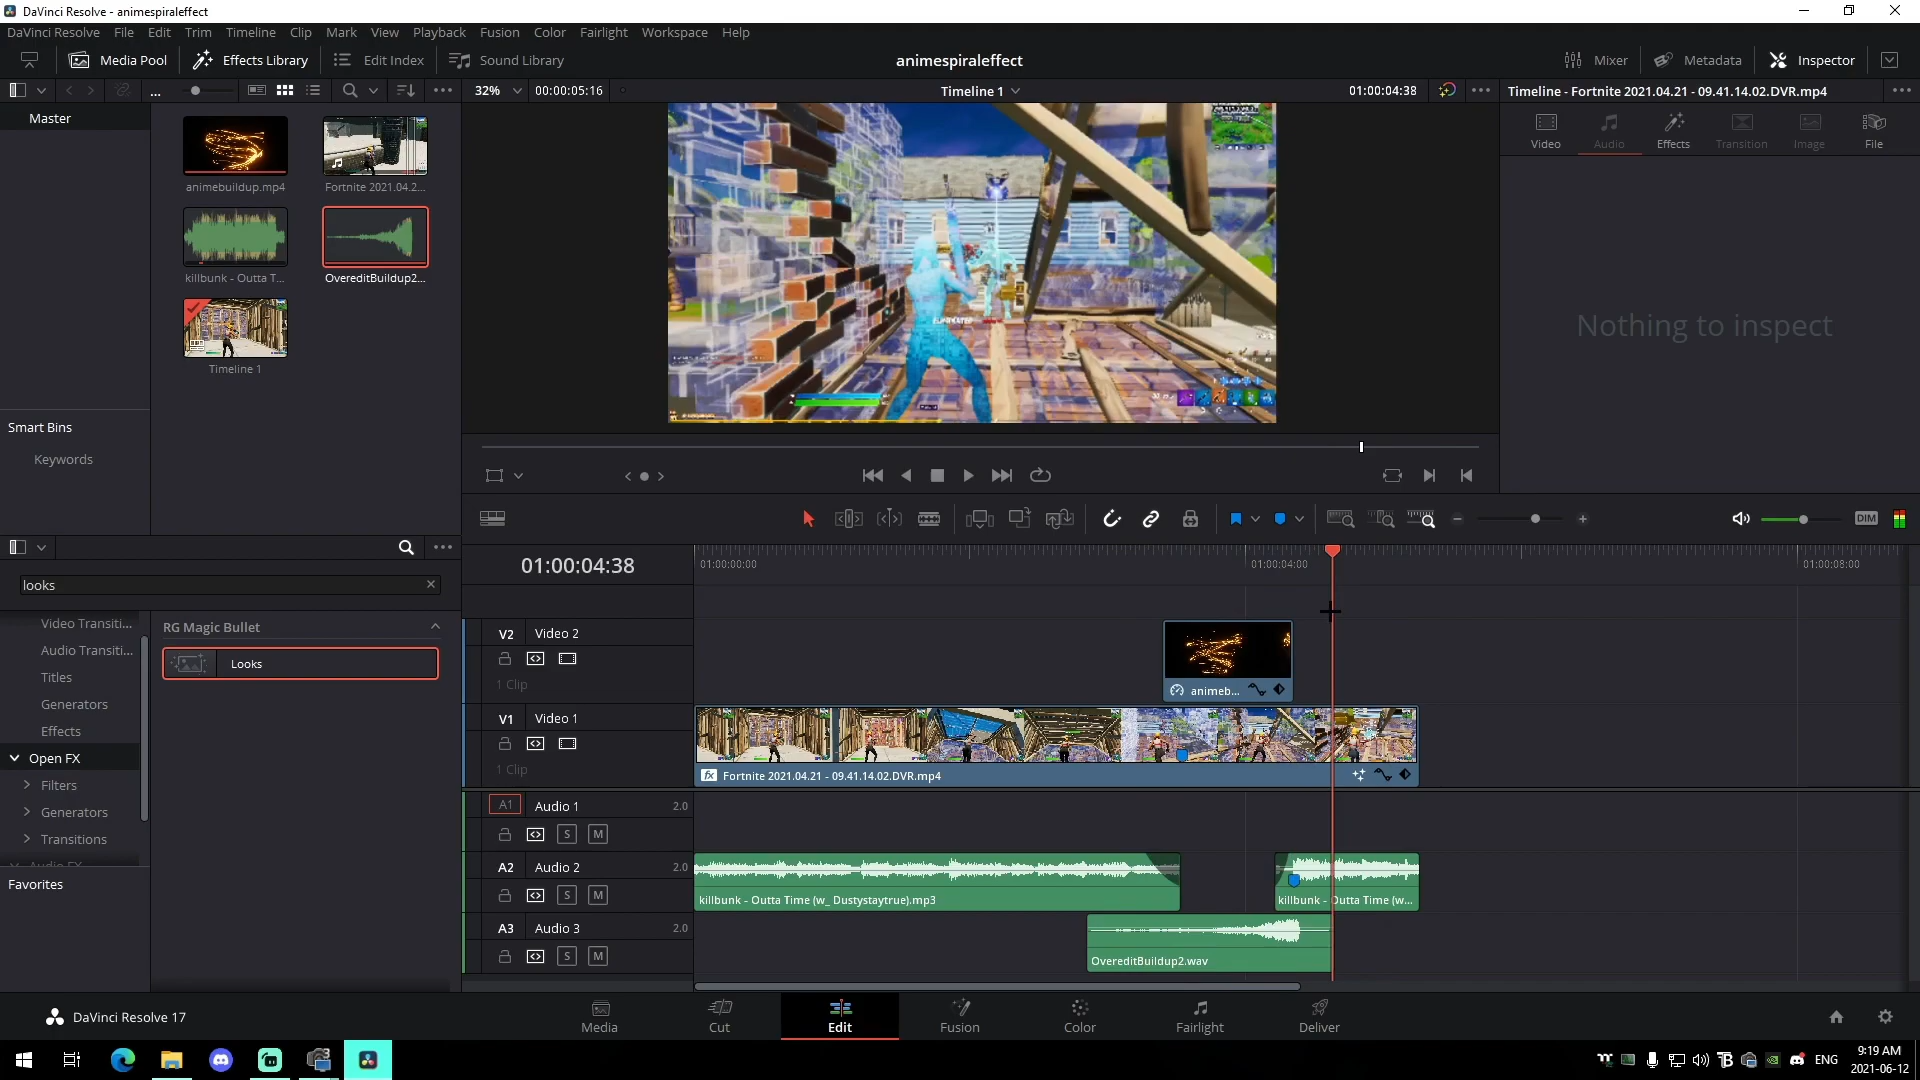 DaVinci Resolve - animespiraleffect
DaVinci Resolve File Edit Trim Timeline Clip Mark View Playback Fusion Color Fairlight Workspace Help
Media Pool Effects Library Edit Index Sound Library
animespiraleffect
Mixer Metadata Inspector
32% 00:00:05:16
Timeline 1
01:00:04:38
Timeline - Fortnite 2021.04.21 - 09.41.14.02.DVR.mp4
Video Audio Effects Transition Image File
Nothing to inspect
Master
animebuildup.mp4
Fortnite 2021.04.2...
killbunk - Outta T...
OvereditBuildup2...
Timeline 1
Smart Bins
Keywords
looks
Video Transiti...
Audio Transiti...
Titles
Generators
Effects
Open FX
Filters
Generators
Transitions
Audio FX
Favorites
RG Magic Bullet
Looks
DIM
01:00:04:38
01:00:00:00
01:00:04:00
01:00:08:00
V2 Video 2
1 Clip
animeb...
V1 Video 1
1 Clip
Fortnite 2021.04.21 - 09.41.14.02.DVR.mp4
A1 Audio 1 2.0
S M
A2 Audio 2 2.0
S M
killbunk - Outta Time (w_ Dustystaytrue).mp3
killbunk - Outta Time (w...
A3 Audio 3 2.0
S M
OvereditBuildup2.wav
DaVinci Resolve 17
Media Cut Edit Fusion Color Fairlight Deliver
ENG
9:19 AM
2021-06-12